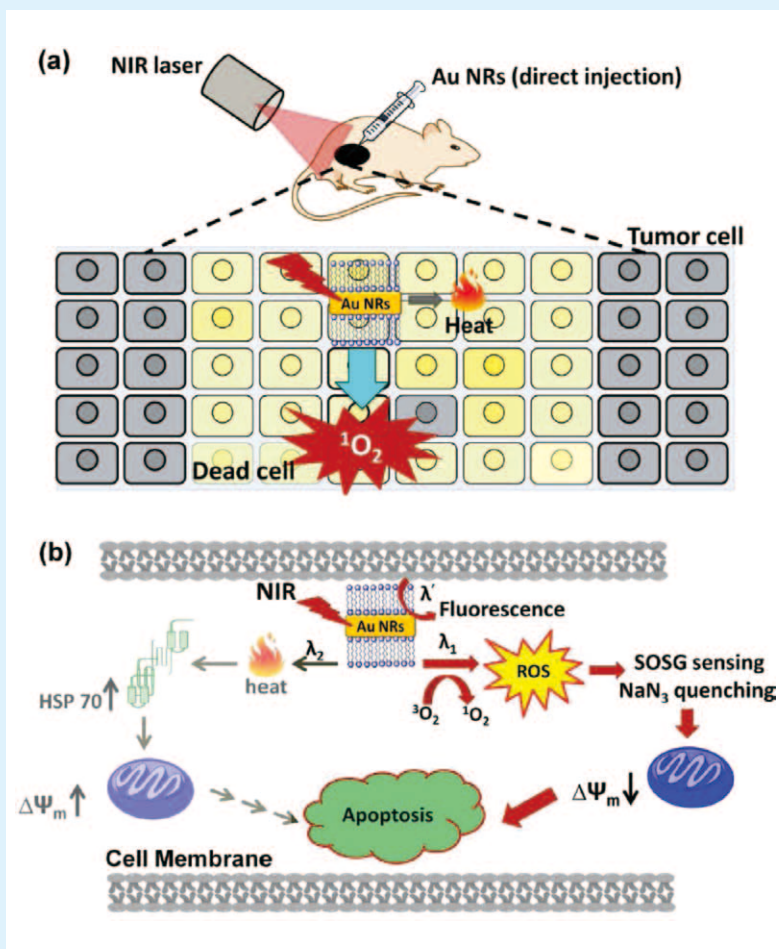 (a)
NIR laser
Au NRs (direct injection)
Tumor cell
Au NRs
Heat
¹O₂
Dead cell
(b)
NIR
λ′
Fluorescence
Au NRs
λ₂
λ₁
heat
ROS
SOSG sensing
NaN₃ quenching
HSP 70
³O₂
¹O₂
ΔΨₘ
Apoptosis
ΔΨₘ
Cell Membrane